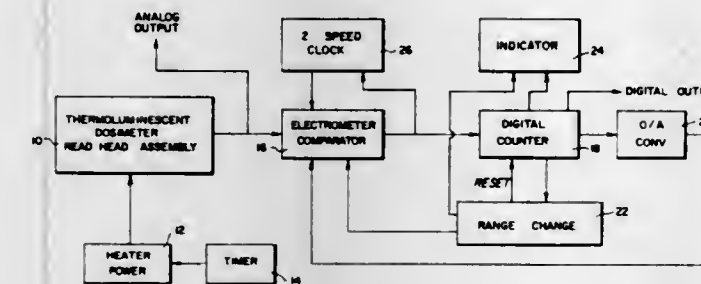 ANALOG
OUTPUT
2 SPEED
CLOCK
26
INDICATOR
24
DIGITAL
THERMOLUMINESCENT
DOSIMETER
READ HEAD ASSEMBLY
10
ELECTROMETER
COMPARATOR
16
DIGITAL
COUNTER
18
D/A
CONV
RESET
RANGE CHANGE
22
HEATER
POWER
12
TIMER
14